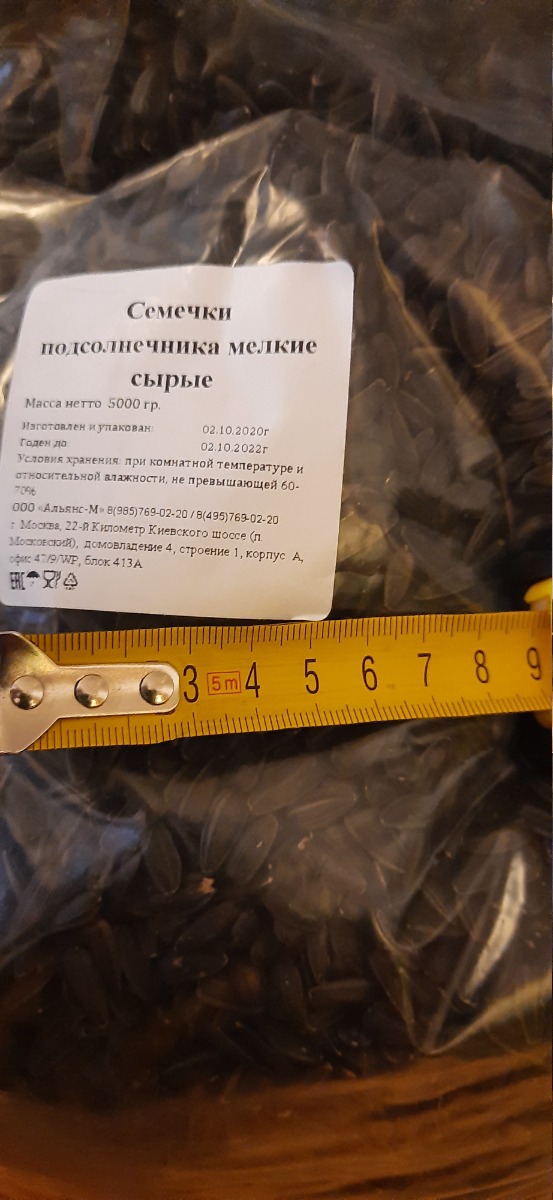 Семечки
подсолнечника мелкие
сырые
Масса нетто 5000 гр.
Изготовлен и упакован: 02.10.2020г
Годен до: 02.10.2022г
Условия хранения: при комнатной температуре и
относительной влажности, не превышающей 60-
70%
ООО «Альянс-М» 8(985)769-02-20 / 8(495)769-02-20
г. Москва, 22-й Километр Киевского шоссе (п.
Московский), домовладение 4, строение 1, корпус А,
офис 47/9/WP, блок 413А
ЕАС
3 5m 4 5 6 7 8 9